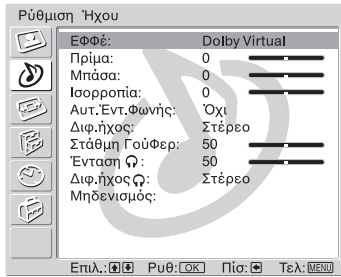 Ρύθμιση Ήχου
ΕΦΦέ: Dolby Virtual
Πρίμα: 0
Μπάσα: 0
Ισορροπία: 0
Αυτ.Έντ.Φωνής: Όχι
Διφ.ήχος: Στέρεο
Στάθμη Γούφερ: 50
Ένταση 🎧: 50
Διφ.ήχος🎧: Στέρεο
Μηδενισμός:
Επιλ.: Ρυθ: OK Πίσ: Τελ: MENU